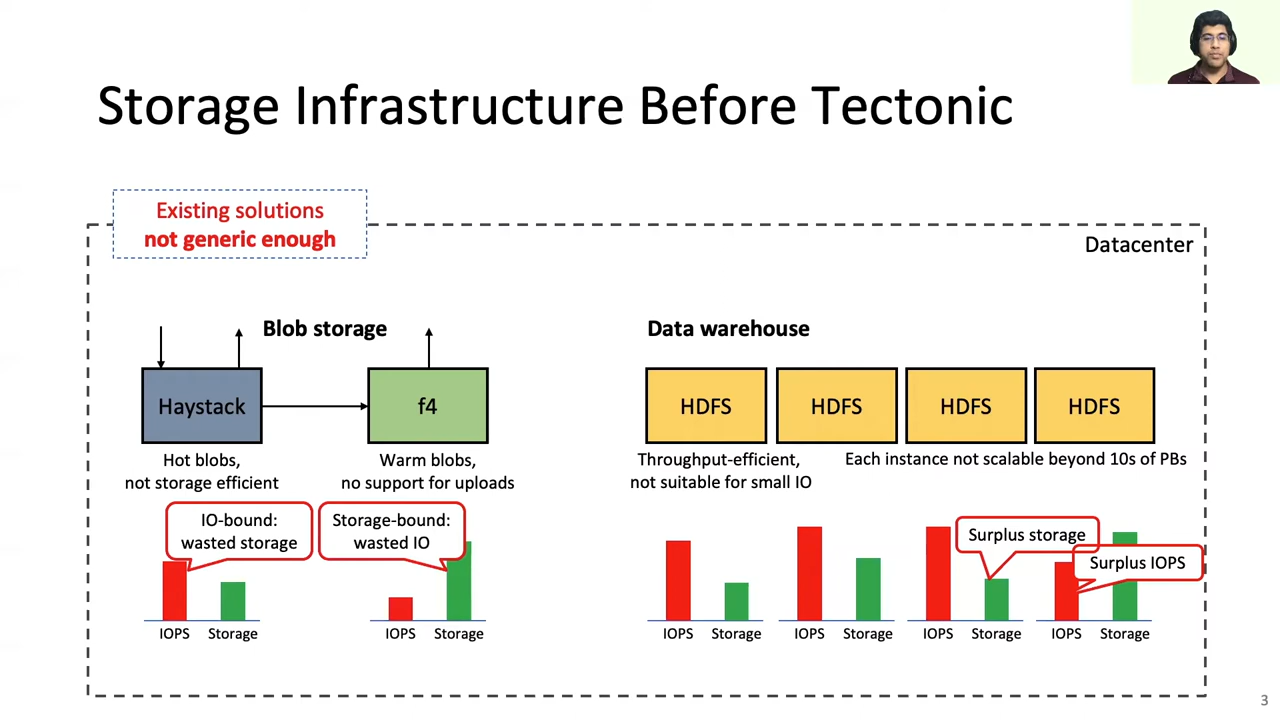 Storage Infrastructure Before Tectonic
Existing solutions
not generic enough
Datacenter
Blob storage
Haystack
f4
Hot blobs,
not storage efficient
Warm blobs,
no support for uploads
IO-bound:
wasted storage
Storage-bound:
wasted IO
IOPS
Storage
IOPS
Storage
Data warehouse
HDFS
HDFS
HDFS
HDFS
Throughput-efficient,
not suitable for small IO
Each instance not scalable beyond 10s of PBs
Surplus storage
Surplus IOPS
IOPS
Storage
IOPS
Storage
IOPS
Storage
IOPS
Storage
3